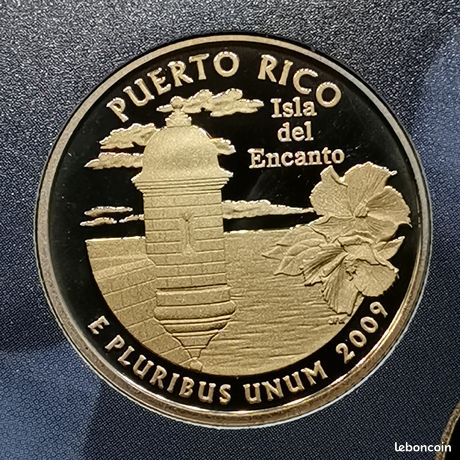 PUERTO RICO
Isla
del
Encanto
E PLURIBUS UNUM 2009
leboncoin